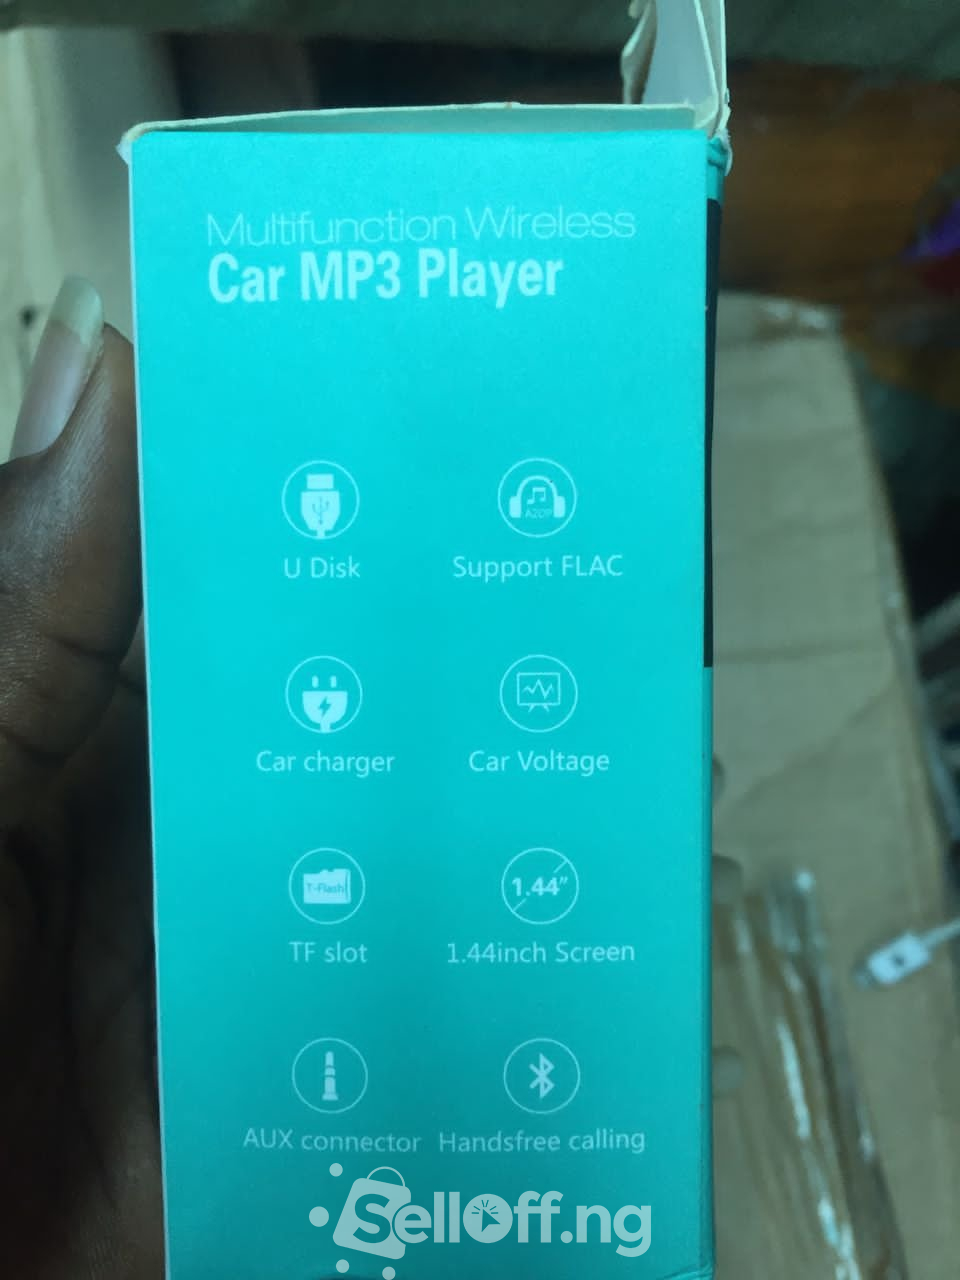 Multifunction Wireless
Car MP3 Player
A2DP
U Disk
Support FLAC
Car charger
Car Voltage
T-Flash
1.44"
TF slot
1.44inch Screen
AUX connector
Handsfree calling
SellOff.ng